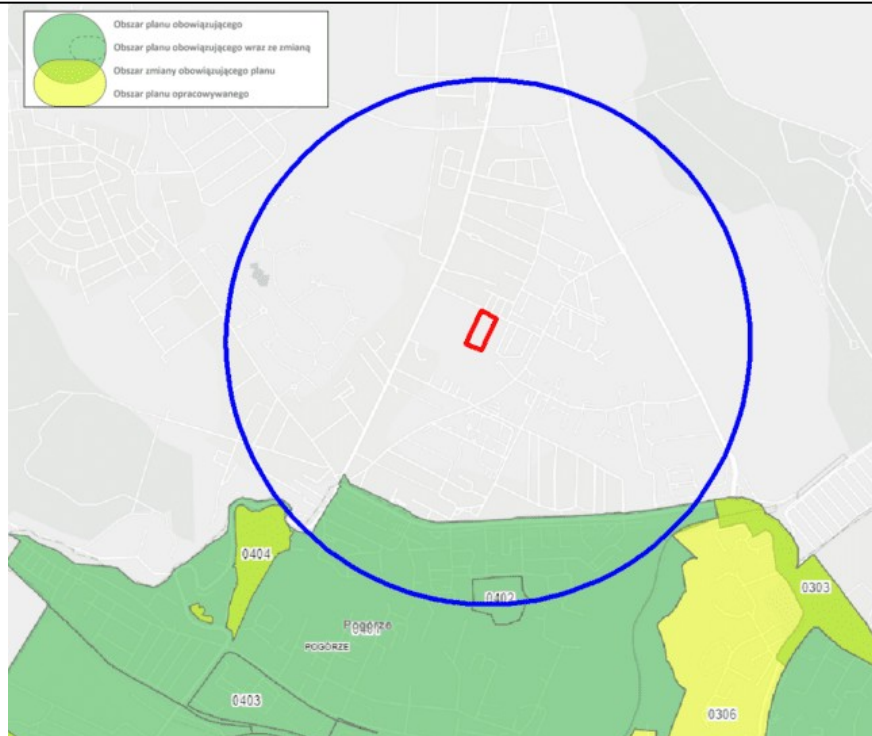 Obszar planu obowiązującego
Obszar planu obowiązującego wraz ze zmianą
Obszar zmiany obowiązującego planu
Obszar planu opracowywanego
0404
0402
0303
Pogórze
0401
POGÓRZE
0403
0306